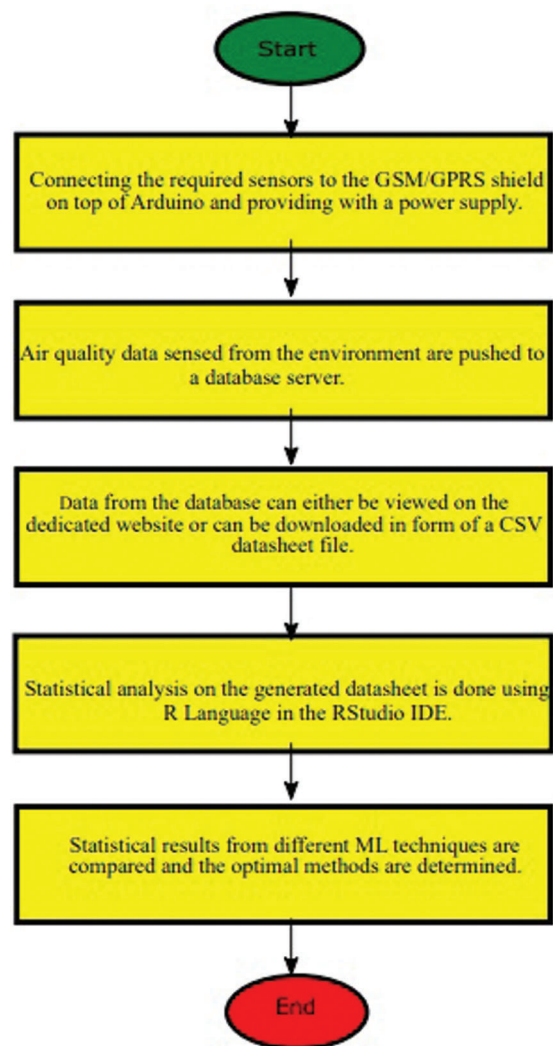 Start
Connecting the required sensors to the GSM/GPRS shield
on top of Arduino and providing with a power supply.
Air quality data sensed from the environment are pushed to
a database server.
Data from the database can either be viewed on the
dedicated website or can be downloaded in form of a CSV
datasheet file.
Statistical analysis on the generated datasheet is done using
R Language in the RStudio IDE.
Statistical results from different ML techniques are
compared and the optimal methods are determined.
End